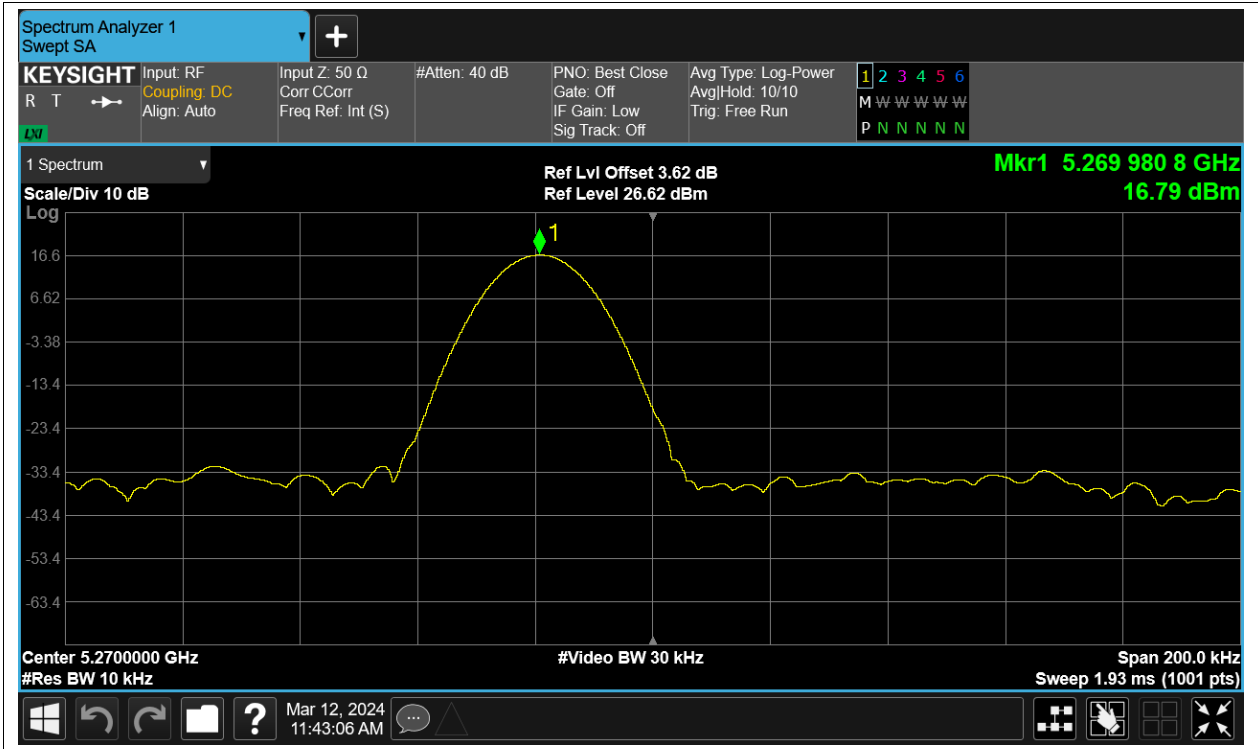 Spectrum Analyzer 1
Swept SA
+
KEYSIGHT
R T
LXI
Input: RF
Coupling: DC
Align: Auto
Input Z: 50 Ω
Corr CCorr
Freq Ref: Int (S)
#Atten: 40 dB
PNO: Best Close
Gate: Off
IF Gain: Low
Sig Track: Off
Avg Type: Log-Power
Avg|Hold: 10/10
Trig: Free Run
1 2 3 4 5 6
M W W W W W
P N N N N N
1 Spectrum
Scale/Div 10 dB
Log
Ref Lvl Offset 3.62 dB
Ref Level 26.62 dBm
Mkr1 5.269 980 8 GHz
16.79 dBm
1
16.6
6.62
-3.38
-13.4
-23.4
-33.4
-43.4
-53.4
-63.4
Center 5.2700000 GHz
#Res BW 10 kHz
#Video BW 30 kHz
Span 200.0 kHz
Sweep 1.93 ms (1001 pts)
?
Mar 12, 2024
11:43:06 AM